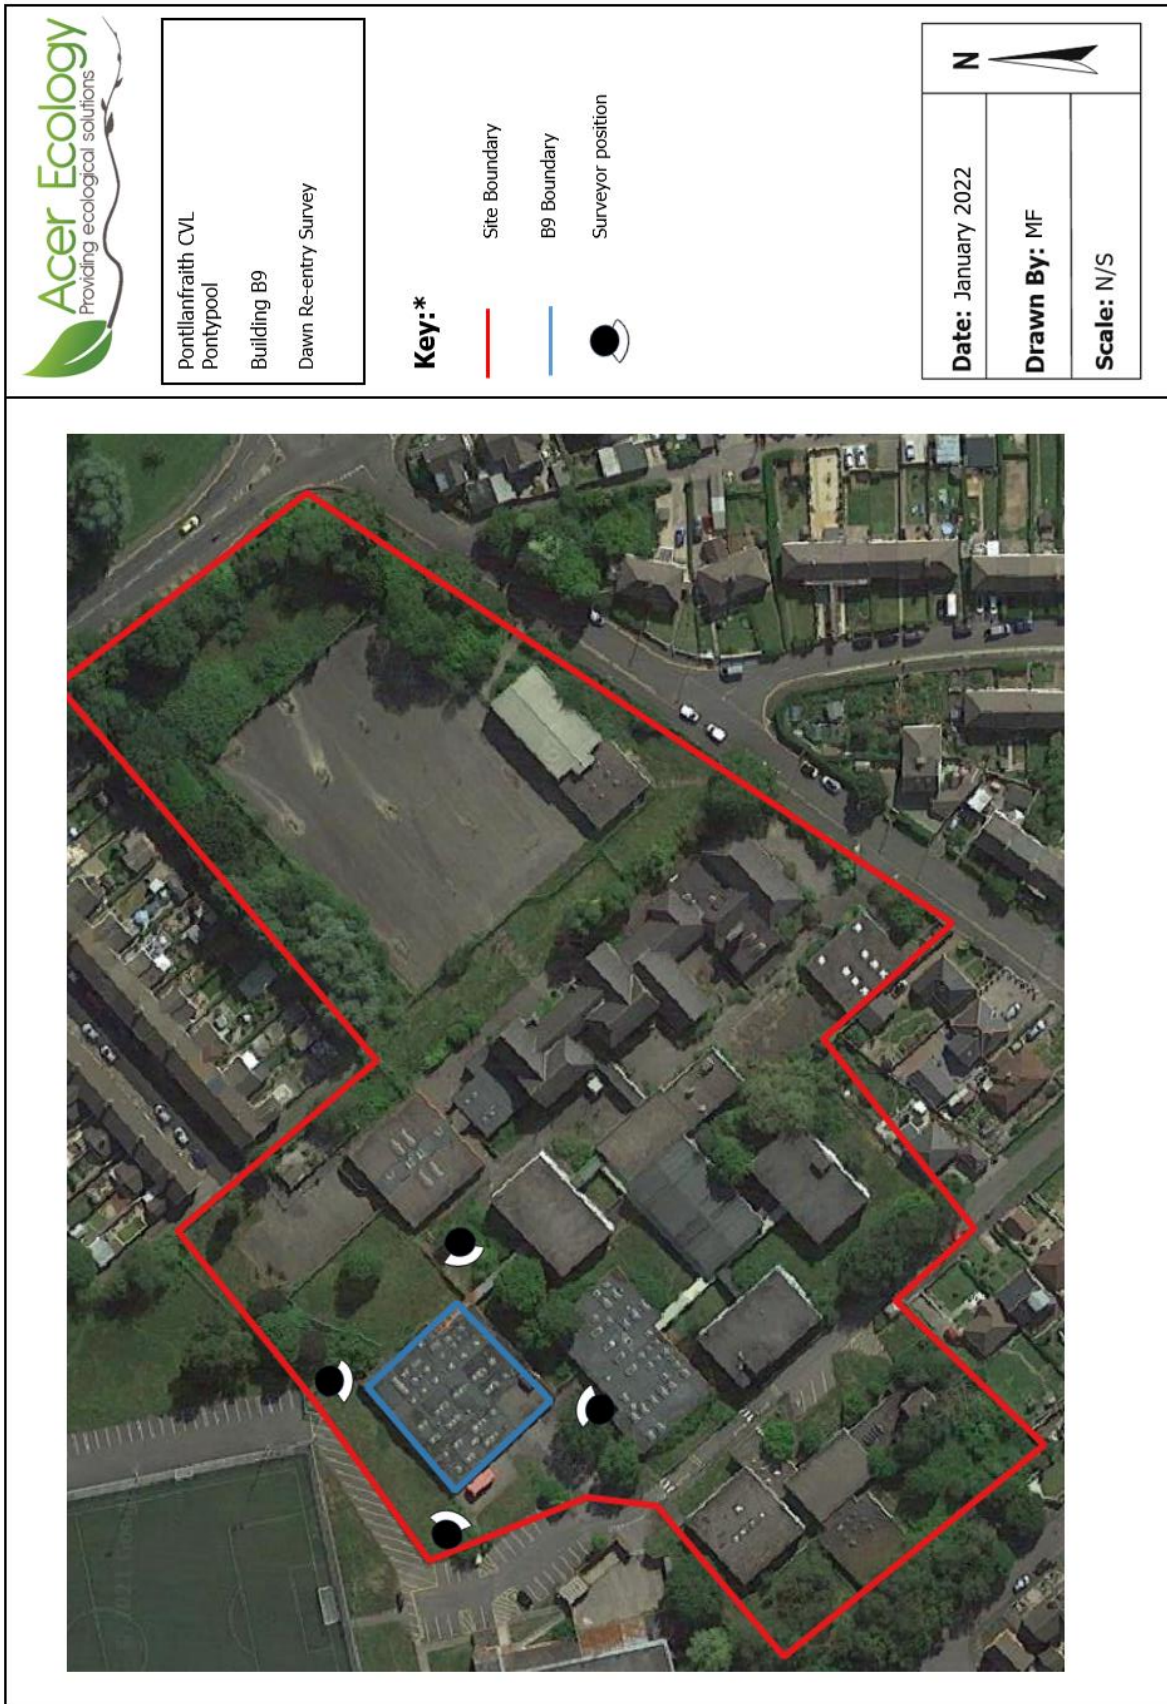 Acer Ecology
Providing ecological solutions
Pontllanfraith CVL
Pontypool
Building B9
Dawn Re-entry Survey
Key:*
Site Boundary
B9 Boundary
Surveyor position
N
Date: January 2022
Drawn By: MF
Scale: N/S